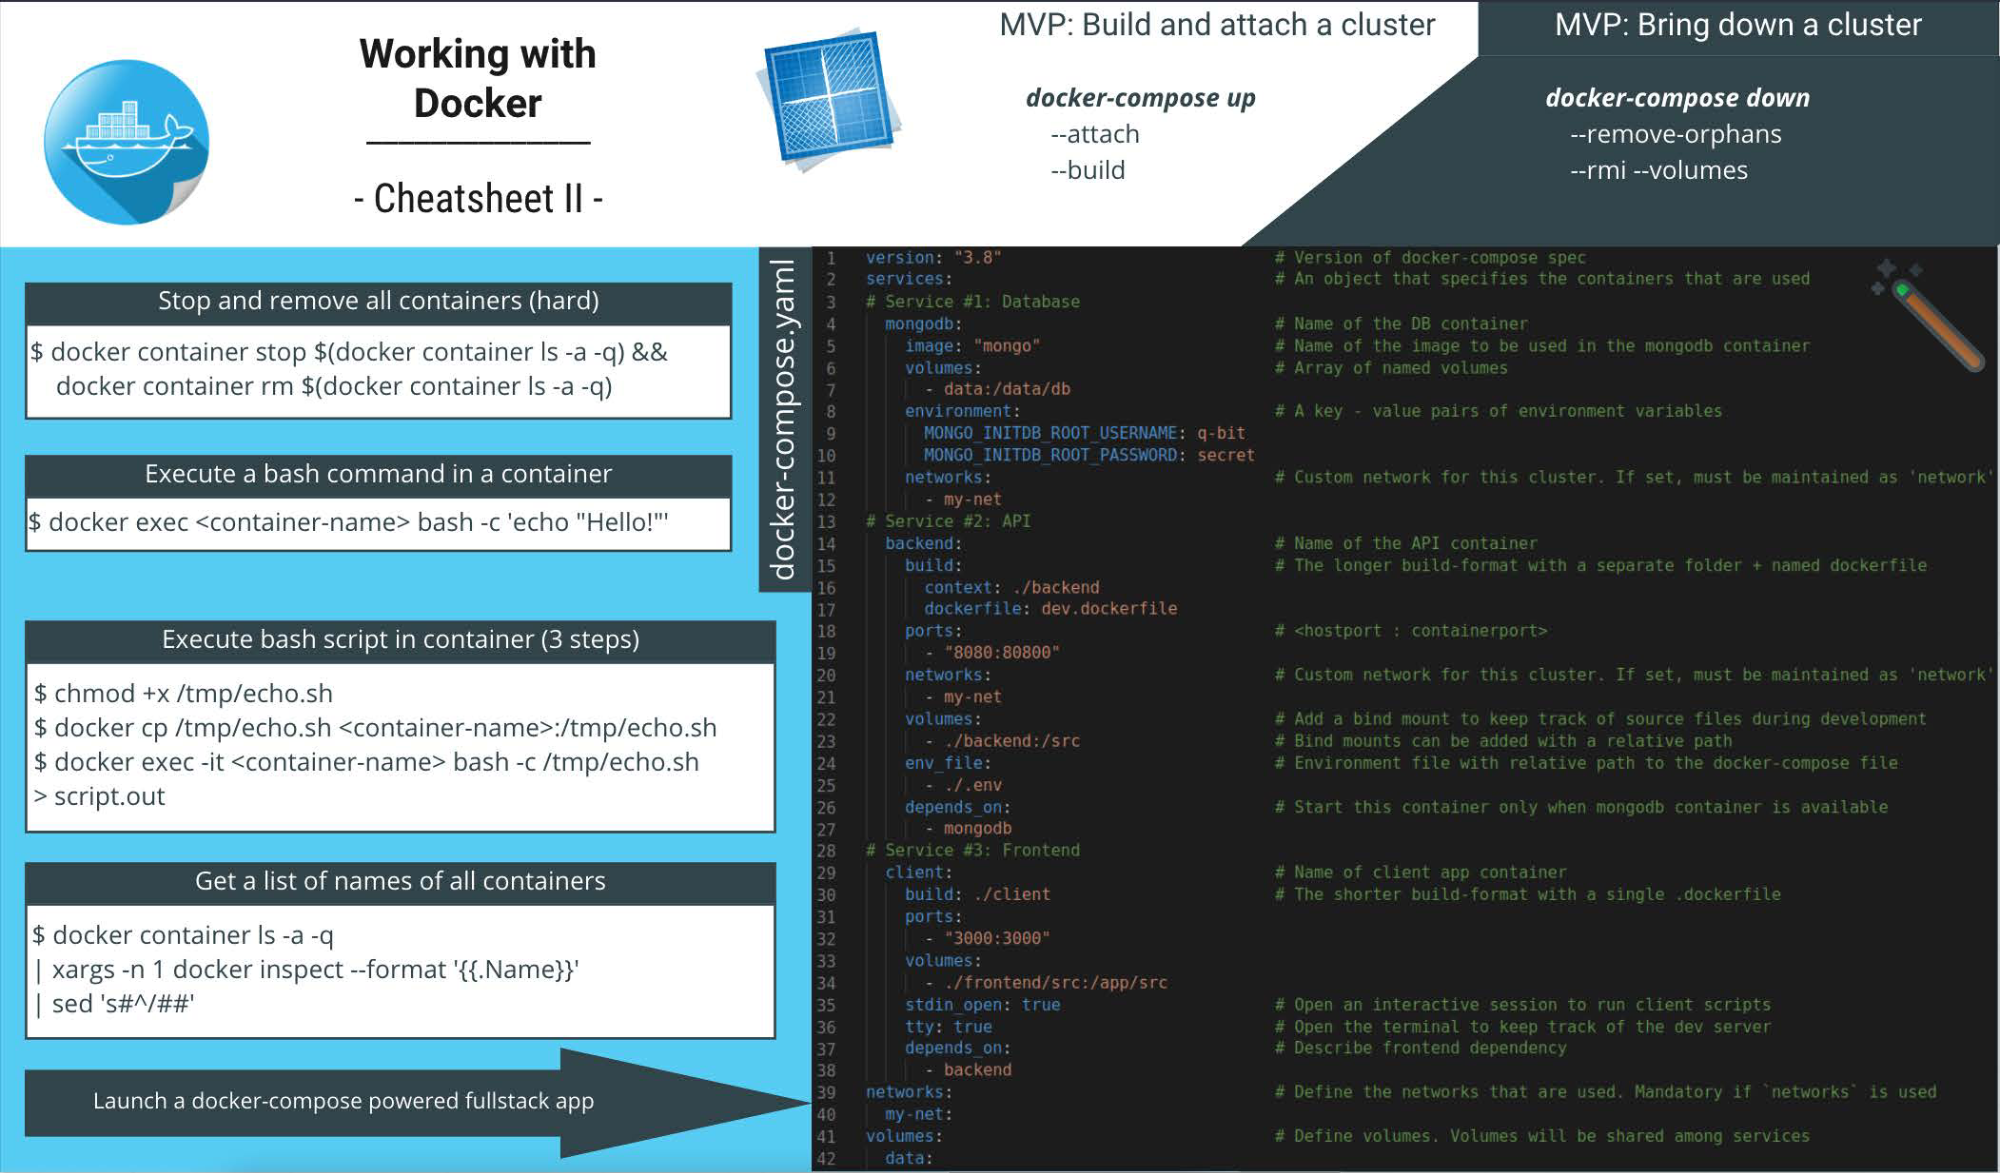 Working with
Docker
- Cheatsheet II -
MVP: Build and attach a cluster
docker-compose up
--attach
--build
MVP: Bring down a cluster
docker-compose down
--remove-orphans
--rmi --volumes
Stop and remove all containers (hard)
$ docker container stop $(docker container ls -a -q) &&
docker container rm $(docker container ls -a -q)
Execute a bash command in a container
$ docker exec <container-name> bash -c 'echo "Hello!"'
Execute bash script in container (3 steps)
$ chmod +x /tmp/echo.sh
$ docker cp /tmp/echo.sh <container-name>:/tmp/echo.sh
$ docker exec -it <container-name> bash -c /tmp/echo.sh
> script.out
Get a list of names of all containers
$ docker container ls -a -q
| xargs -n 1 docker inspect --format '{{.Name}}'
| sed 's#^/##'
Launch a docker-compose powered fullstack app
docker-compose.yaml
1 version: "3.8" # Version of docker-compose spec
2 services: # An object that specifies the containers that are used
3 # Service #1: Database
4 mongodb: # Name of the DB container
5 image: "mongo" # Name of the image to be used in the mongodb container
6 volumes: # Array of named volumes
7 - data:/data/db
8 environment: # A key - value pairs of environment variables
9 MONGO_INITDB_ROOT_USERNAME: q-bit
10 MONGO_INITDB_ROOT_PASSWORD: secret
11 networks: # Custom network for this cluster. If set, must be maintained as 'network'
12 - my-net
13 # Service #2: API
14 backend: # Name of the API container
15 build: # The longer build-format with a separate folder + named dockerfile
16 context: ./backend
17 dockerfile: dev.dockerfile
18 ports: # <hostport : containerport>
19 - "8080:80800"
20 networks: # Custom network for this cluster. If set, must be maintained as 'network'
21 - my-net
22 volumes: # Add a bind mount to keep track of source files during development
23 - ./backend:/src # Bind mounts can be added with a relative path
24 env_file: # Environment file with relative path to the docker-compose file
25 - ./.env
26 depends_on: # Start this container only when mongodb container is available
27 - mongodb
28 # Service #3: Frontend
29 client: # Name of client app container
30 build: ./client # The shorter build-format with a single .dockerfile
31 ports:
32 - "3000:3000"
33 volumes:
34 - ./frontend/src:/app/src
35 stdin_open: true # Open an interactive session to run client scripts
36 tty: true # Open the terminal to keep track of the dev server
37 depends_on: # Describe frontend dependency
38 - backend
39 networks: # Define the networks that are used. Mandatory if `networks` is used
40 my-net:
41 volumes: # Define volumes. Volumes will be shared among services
42 data: